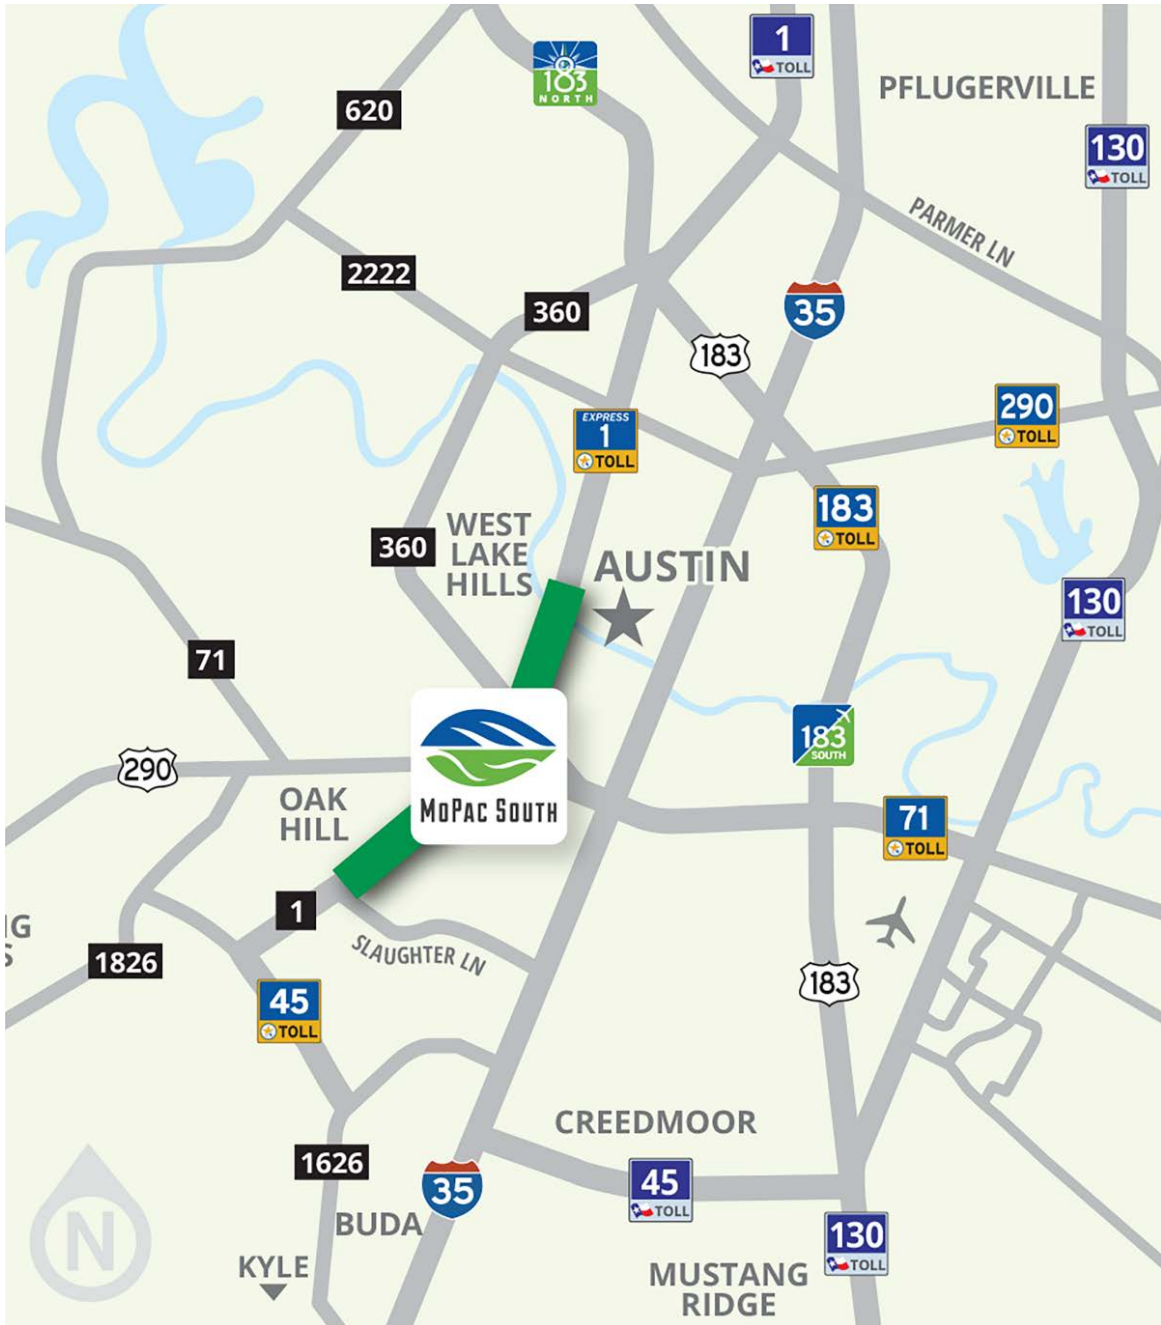 1
TOLL
183
NORTH
PFLUGERVILLE
620
130
TOLL
PARMER LN
2222
360
35
183
EXPRESS
1
TOLL
290
TOLL
183
TOLL
WEST
LAKE
HILLS
360
AUSTIN
130
TOLL
71
183
SOUTH
290
OAK
HILL
MOPAC SOUTH
71
TOLL
1
SLAUGHTER LN
G
S
1826
183
45
TOLL
CREEDMOOR
1626
35
45
TOLL
BUDA
N
130
TOLL
KYLE
MUSTANG
RIDGE